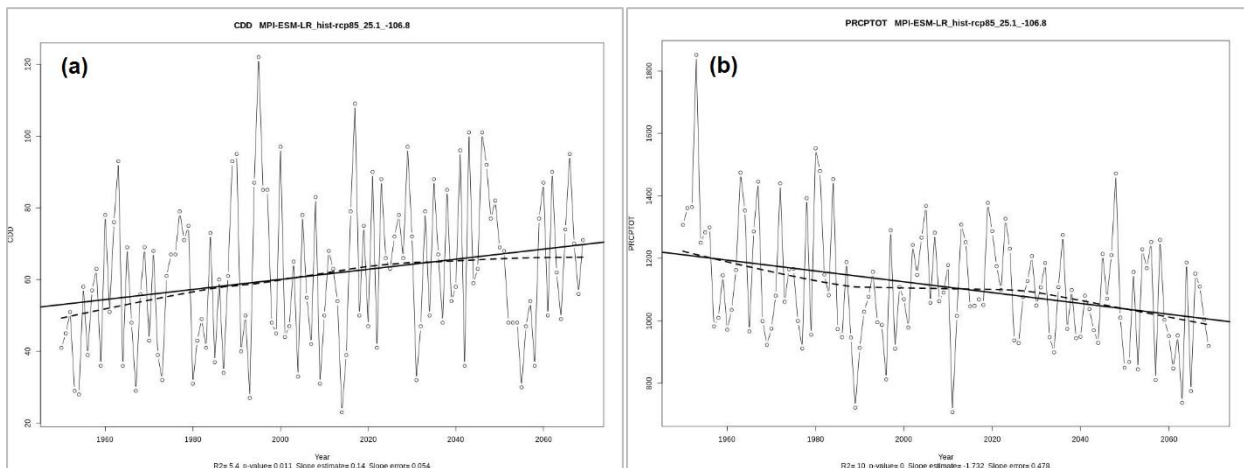 CDD MPI-ESM-LR_hist-rcp85_25.1_-106.8
(a)
CDD
120
100
80
60
40
20
1960
1980
2000
2020
2040
2060
Year
R2= 5.4 p-value= 0.011 Slope estimate= 0.14 Slope error= 0.054
PRCPTOT MPI-ESM-LR_hist-rcp85_25.1_-106.8
(b)
PRCPTOT
1800
1600
1400
1200
1000
800
1960
1980
2000
2020
2040
2060
Year
R2= 10 p-value= 0 Slope estimate= -1.732 Slope error= 0.478